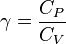 γ = C_P / C_V